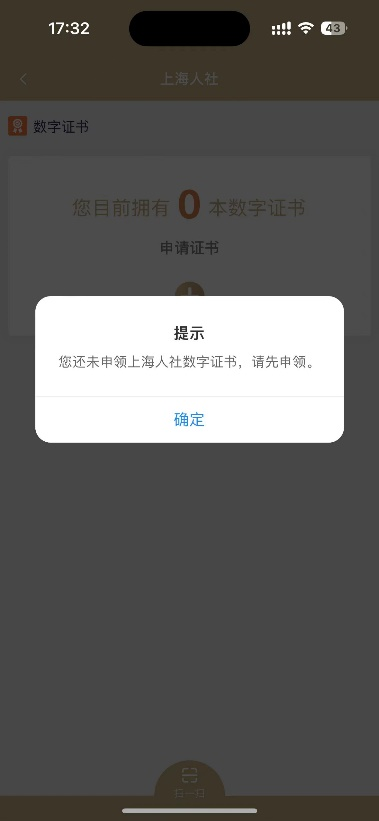 17:32
43
上海人社
数字证书
您目前拥有 0 本数字证书
申请证书
提示
您还未申领上海人社数字证书，请先申领。
确定
扫一扫